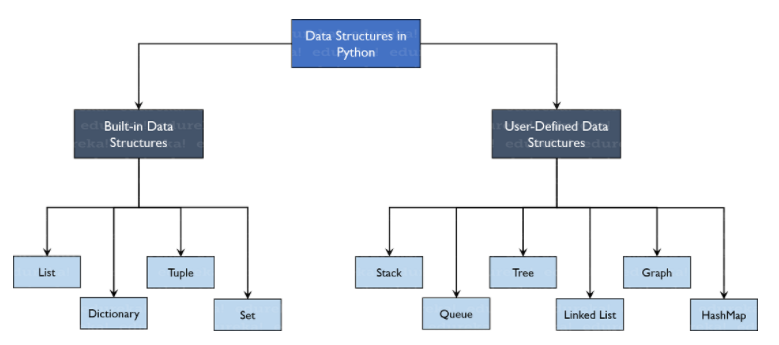 Data Structures in
Python
Built-in Data
Structures
User-Defined Data
Structures
List
Tuple
Stack
Tree
Graph
Dictionary
Set
Queue
Linked List
HashMap